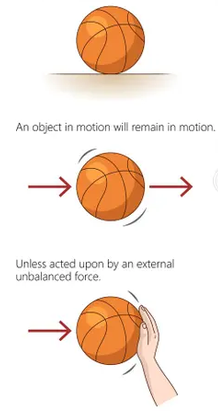 An object in motion will remain in motion.
Unless acted upon by an external
unbalanced force.